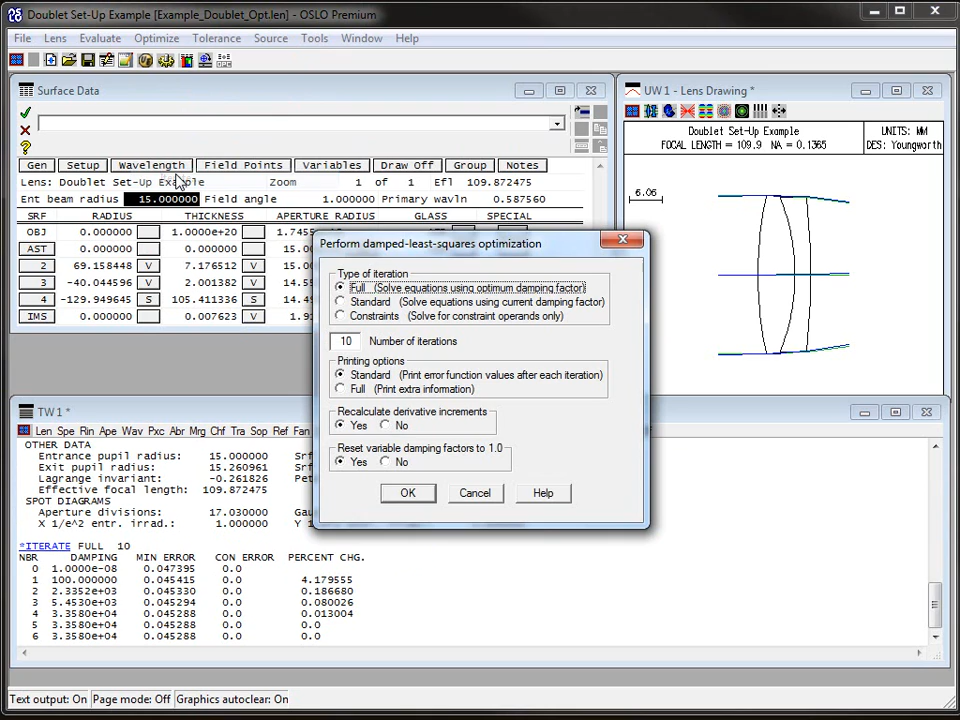 Doublet Set-Up Example [Example_Doublet_Opt.len] - OSLO Premium
File Lens Evaluate Optimize Tolerance Source Tools Window Help
Surface Data
UW 1 - Lens Drawing *
Gen Setup Wavelength Field Points Variables Draw Off Group Notes
Lens: Doublet Set-Up Example Zoom 1 of 1 Efl 109.872475
Ent beam radius 15.000000 Field angle 1.000000 Primary wavln 0.587560
SRF RADIUS THICKNESS APERTURE RADIUS GLASS SPECIAL
OBJ 0.000000 1.0000e+20
AST 0.000000 0.000000
2 69.158448 V 7.176512 V
3 -40.044596 V 2.001382 V
4 -129.949645 S 105.411336 S
IMS 0.000000 0.007623 V
Doublet Set-Up Example
FOCAL LENGTH = 109.9 NA = 0.1365
UNITS: MM
DES: Youngworth
6.06
Perform damped-least-squares optimization
Type of iteration
Full (Solve equations using optimum damping factor)
Standard (Solve equations using current damping factor)
Constraints (Solve for constraint operands only)
10 Number of iterations
Printing options
Standard (Print error function values after each iteration)
Full (Print extra information)
Recalculate derivative increments
Yes No
Reset variable damping factors to 1.0
Yes No
OK Cancel Help
TW 1 *
Len Spe Rin Ape Wav Pxc Abr Mrg Chf Tra Sop Ref Fan
OTHER DATA
Entrance pupil radius: 15.000000
Exit pupil radius: 15.260961
Lagrange invariant: -0.261826
Effective focal length: 109.872475
SPOT DIAGRAMS
Aperture divisions: 17.030000
X 1/e^2 entr. irrad.: 1.000000
*ITERATE FULL 10
NBR DAMPING MIN ERROR CON ERROR PERCENT CHG.
0 1.0000e-08 0.047395 0.0
1 100.000000 0.045415 0.0 4.179555
2 2.3352e+03 0.045330 0.0 0.186680
3 5.4530e+03 0.045294 0.0 0.080026
4 3.3580e+04 0.045288 0.0 0.013004
5 3.3580e+04 0.045288 0.0 0.0
6 3.3580e+04 0.045288 0.0 0.0
Text output: On Page mode: Off Graphics autoclear: On